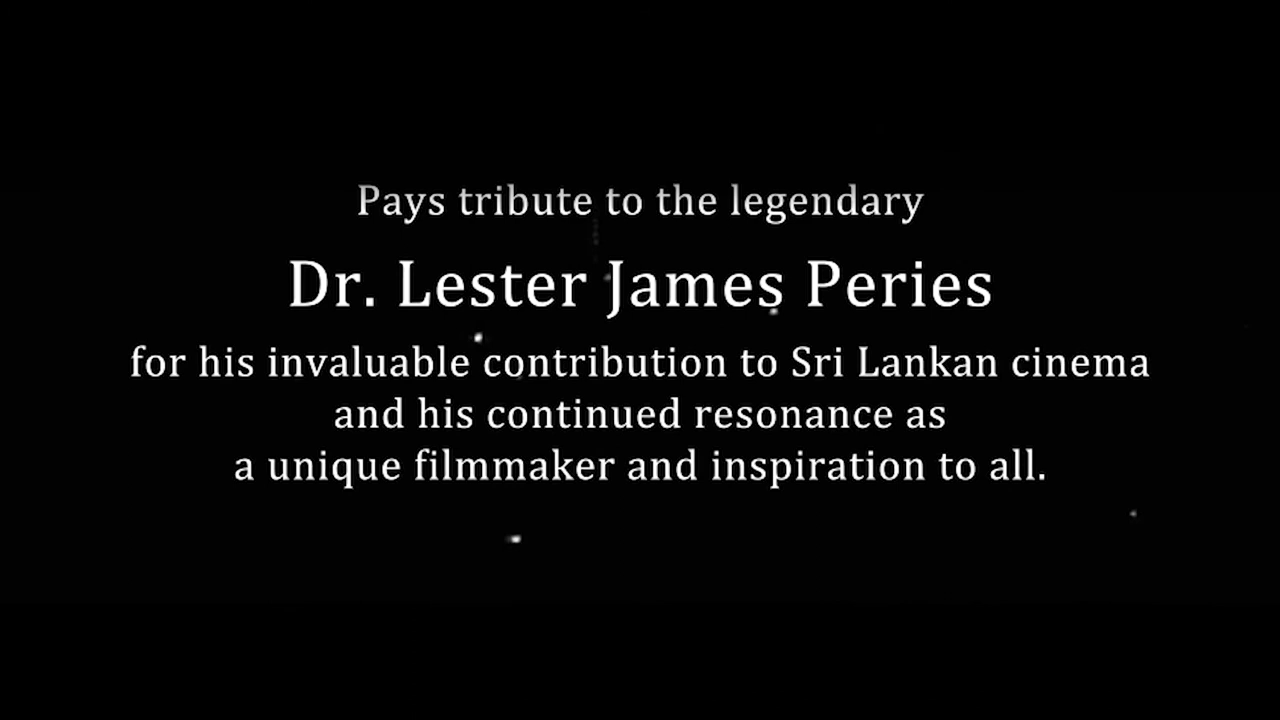 Pays tribute to the legendary
Dr. Lester James Peries
for his invaluable contribution to Sri Lankan cinema
and his continued resonance as
a unique filmmaker and inspiration to all.